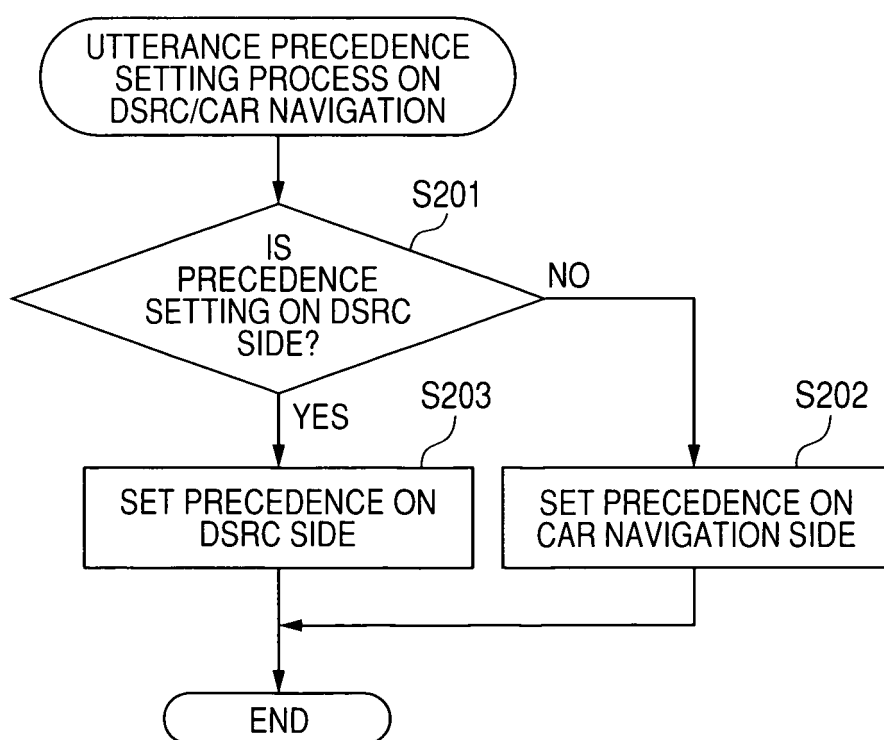 UTTERANCE PRECEDENCE
SETTING PROCESS ON
DSRC/CAR NAVIGATION
S201
IS
PRECEDENCE
SETTING ON DSRC
SIDE?
NO
YES
S203
S202
SET PRECEDENCE ON
DSRC SIDE
SET PRECEDENCE ON
CAR NAVIGATION SIDE
END